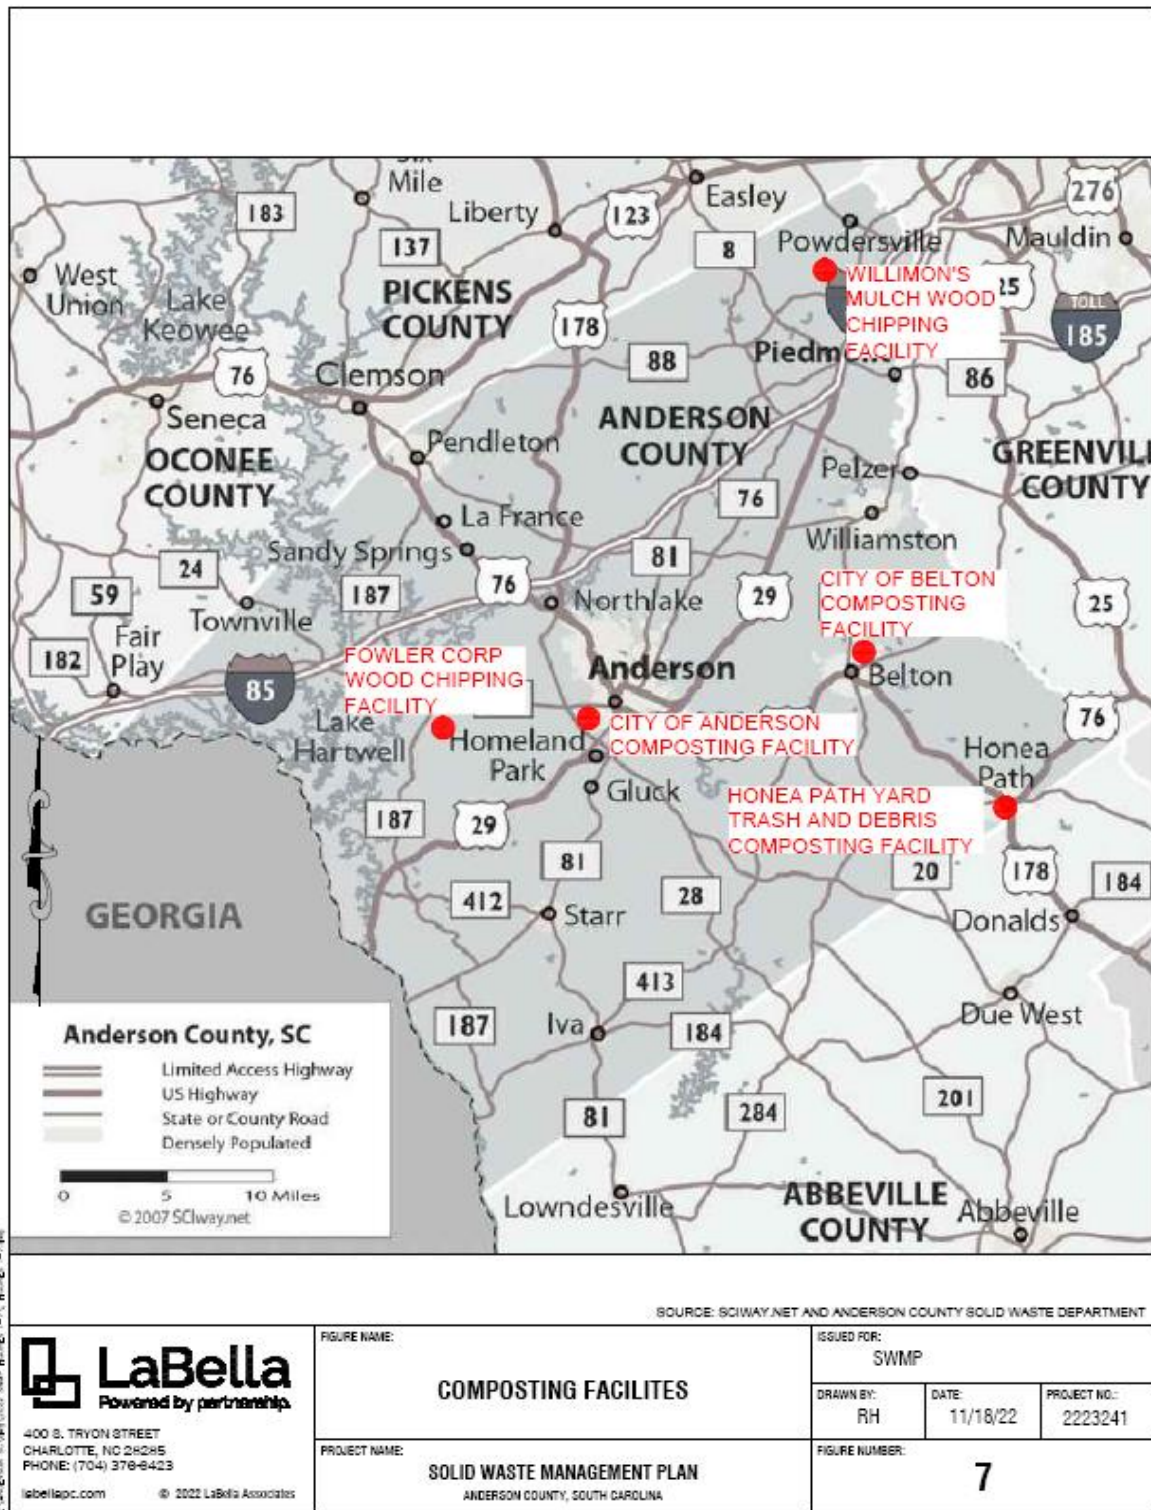 Mile
183
Liberty
123
Easley
276
137
8
Powdersville
Mauldin
West
Union
Lake
Keowee
PICKENS
COUNTY
178
WILLIMON'S
MULCH WOOD
CHIPPING
FACILITY
25
TOLL
185
76
Clemson
88
Piedm
86
Seneca
ANDERSON
COUNTY
Pendleton
OCONEE
COUNTY
Pelzer
GREENVILL
COUNTY
76
La France
Williamston
Sandy Springs
24
187
76
81
59
Townville
Northlake
29
CITY OF BELTON
COMPOSTING
FACILITY
25
Fair
Play
182
85
FOWLER CORP
WOOD CHIPPING
FACILITY
Anderson
Belton
Lake
Hartwell
Homeland
Park
CITY OF ANDERSON
COMPOSTING FACILITY
76
Honea
Path
Gluck
HONEA PATH YARD
TRASH AND DEBRIS
COMPOSTING FACILITY
187
29
81
20
178
184
412
Starr
28
Donalds
GEORGIA
413
Due West
187
Iva
184
201
81
284
Lowndesville
ABBEVILLE
COUNTY
Abbeville
Anderson County, SC
Limited Access Highway
US Highway
State or County Road
Densely Populated
0 5 10 Miles
© 2007 SCIway.net
SOURCE: SCIWAY.NET AND ANDERSON COUNTY SOLID WASTE DEPARTMENT
LaBella
Powered by partnership.
400 S. TRYON STREET
CHARLOTTE, NC 28285
PHONE: (704) 376-6423
labellapc.com © 2022 LaBella Associates
FIGURE NAME:
COMPOSTING FACILITES
PROJECT NAME:
SOLID WASTE MANAGEMENT PLAN
ANDERSON COUNTY, SOUTH CAROLINA
ISSUED FOR:
SWMP
DRAWN BY:
RH
DATE:
11/18/22
PROJECT NO.:
2223241
FIGURE NUMBER:
7